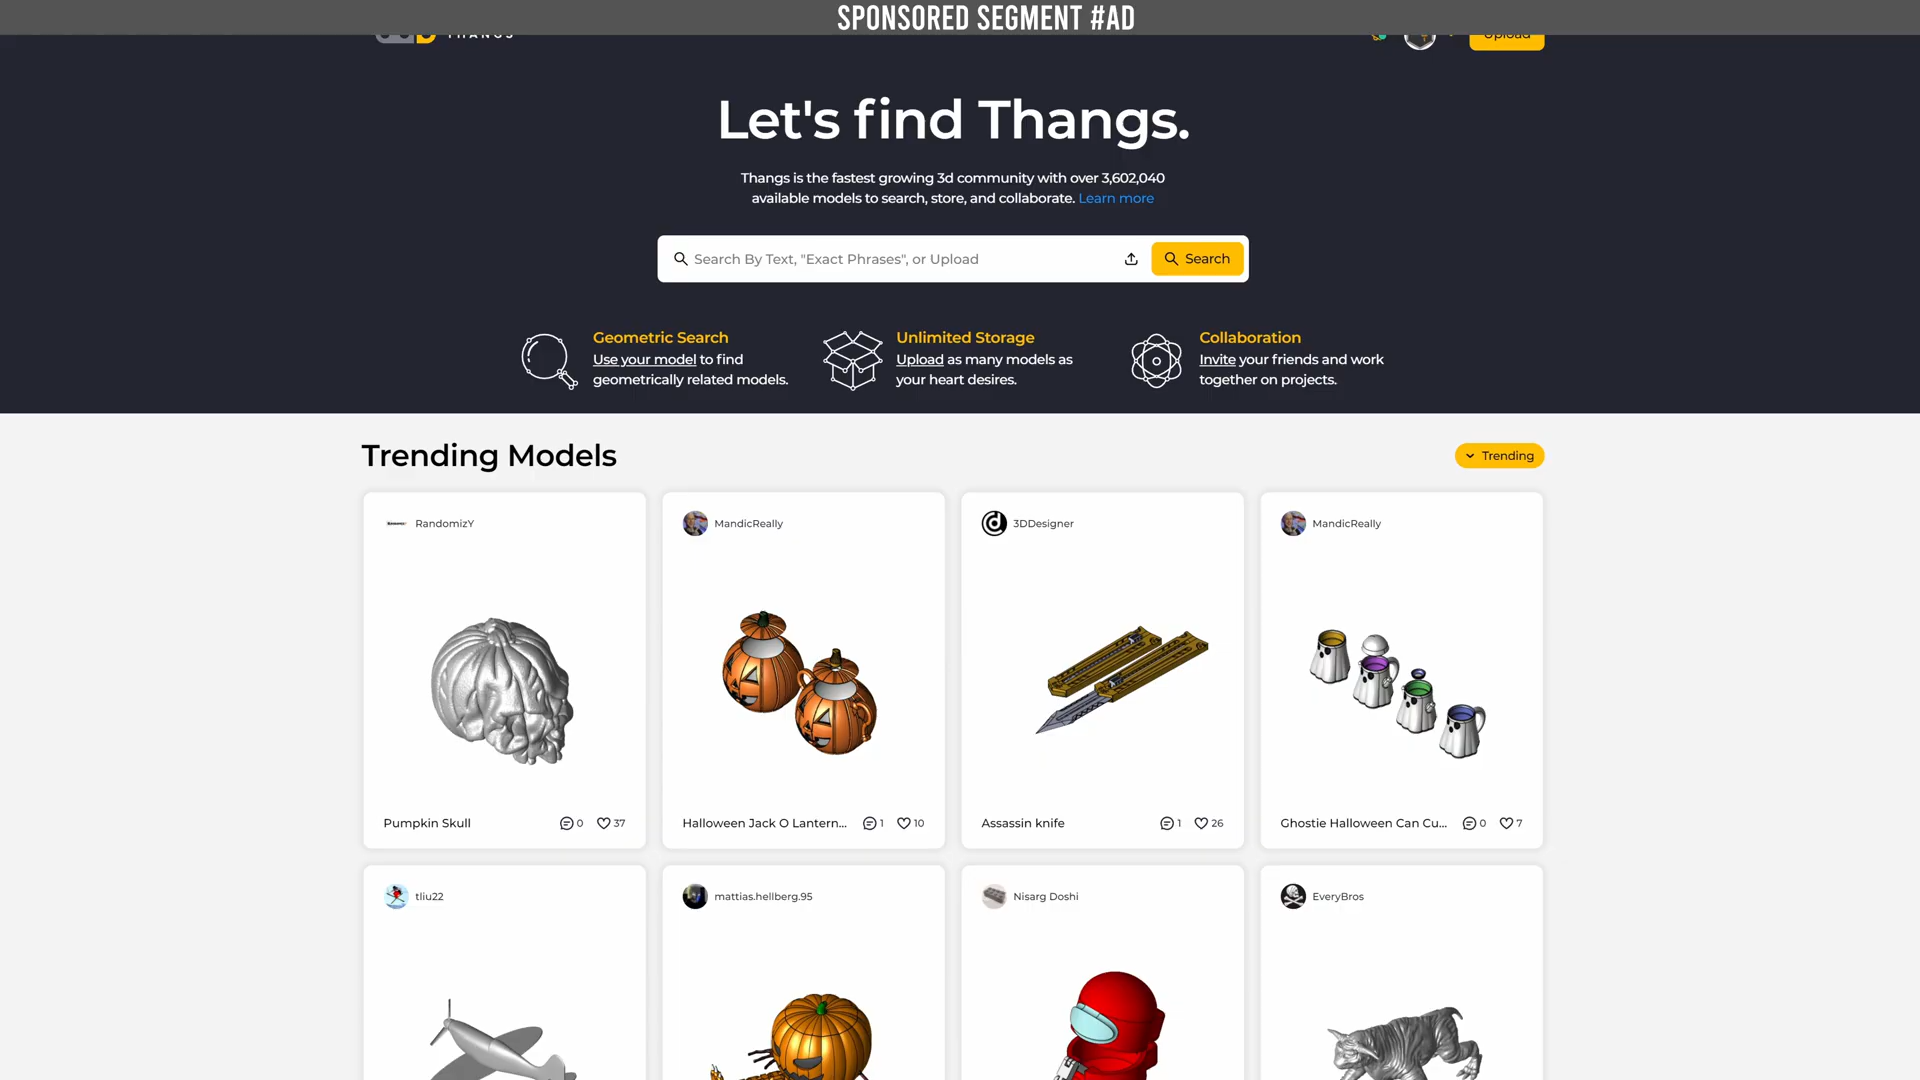 SPONSORED SEGMENT #AD
THANGS
Upload
Let's find Thangs.
Thangs is the fastest growing 3d community with over 3,602,040
available models to search, store, and collaborate. Learn more
Search By Text, "Exact Phrases", or Upload
Search
Geometric Search
Use your model to find
geometrically related models.
Unlimited Storage
Upload as many models as
your heart desires.
Collaboration
Invite your friends and work
together on projects.
Trending Models
Trending
RandomizY
MandicReally
3DDesigner
MandicReally
Pumpkin Skull
0
37
Halloween Jack O Lantern...
1
10
Assassin knife
1
26
Ghostie Halloween Can Cu...
0
7
tliu22
mattias.hellberg.95
Nisarg Doshi
EveryBros